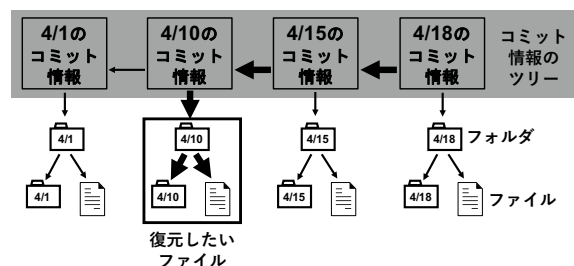 4/1の
コミット
情報
4/10の
コミット
情報
4/15の
コミット
情報
4/18の
コミット
情報
コミット
情報の
ツリー
4/1
4/10
4/15
4/18
フォルダ
4/1
4/10
4/15
4/18
ファイル
復元したい
ファイル